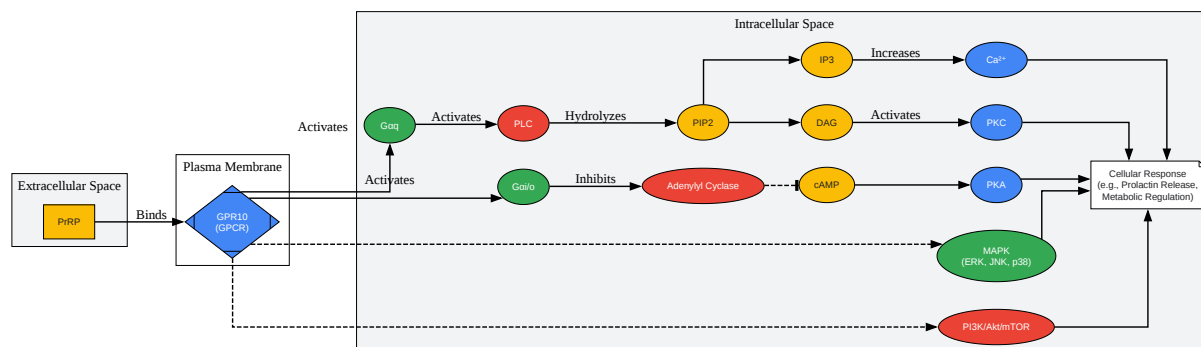 Intracellular Space
IP3
Increases
Ca²⁺
Activates
Gαq
Activates
PLC
Hydrolyzes
PIP2
DAG
Activates
PKC
Plasma Membrane
Activates
Extracellular Space
PrRP
Binds
GPR10
(GPCR)
Gαi/o
Inhibits
Adenylyl Cyclase
cAMP
PKA
Cellular Response
(e.g., Prolactin Release,
Metabolic Regulation)
MAPK
(ERK, JNK, p38)
PI3K/Akt/mTOR